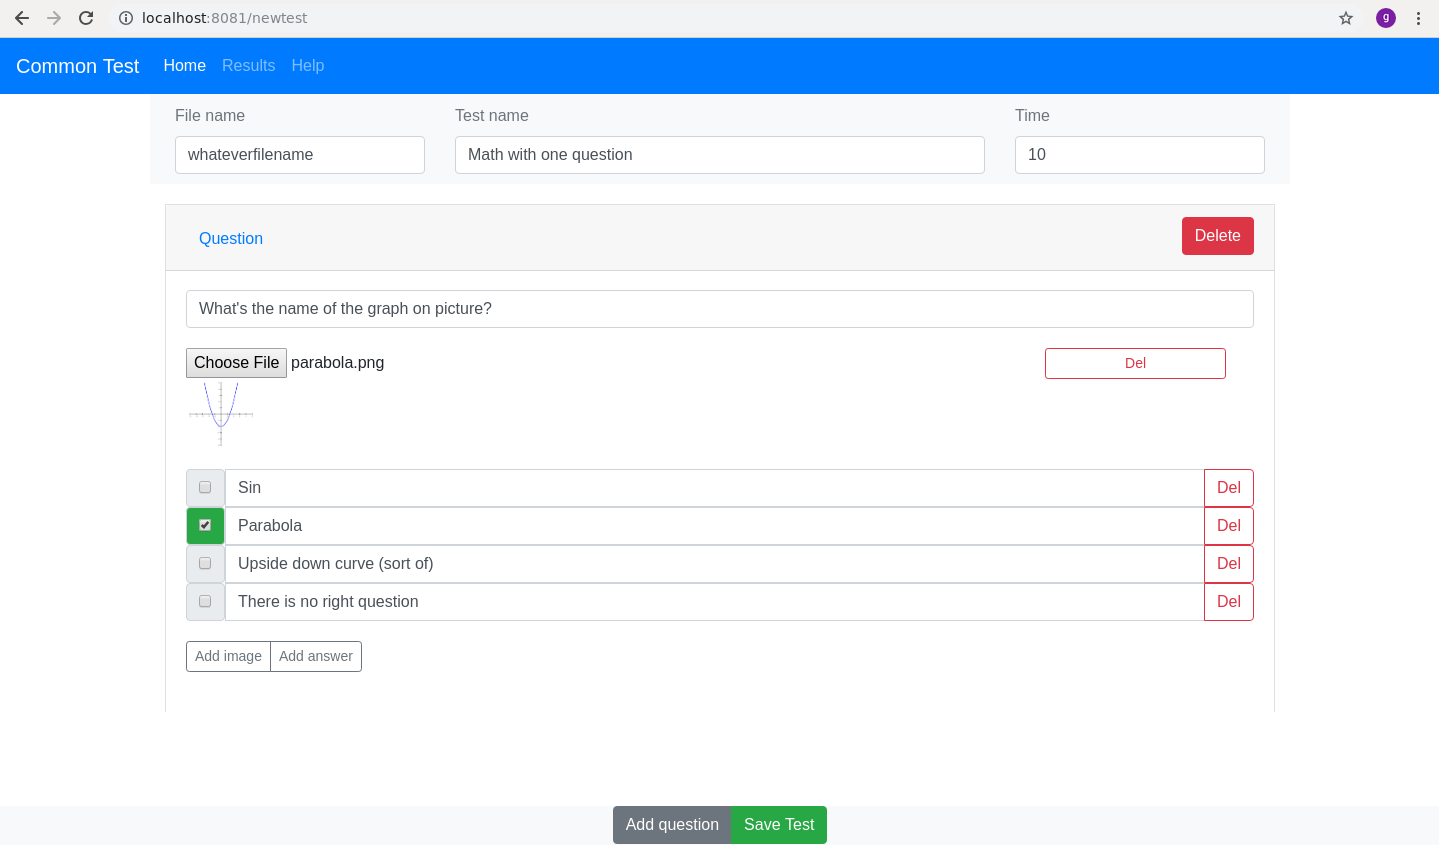 localhost:8081/newtest
g
Common Test Home Results Help
File name Test name Time
whateverfilename Math with one question 10
Question Delete
What's the name of the graph on picture?
Choose File parabola.png Del
Sin Del
Parabola Del
Upside down curve (sort of) Del
There is no right question Del
Add image Add answer
Add question Save Test